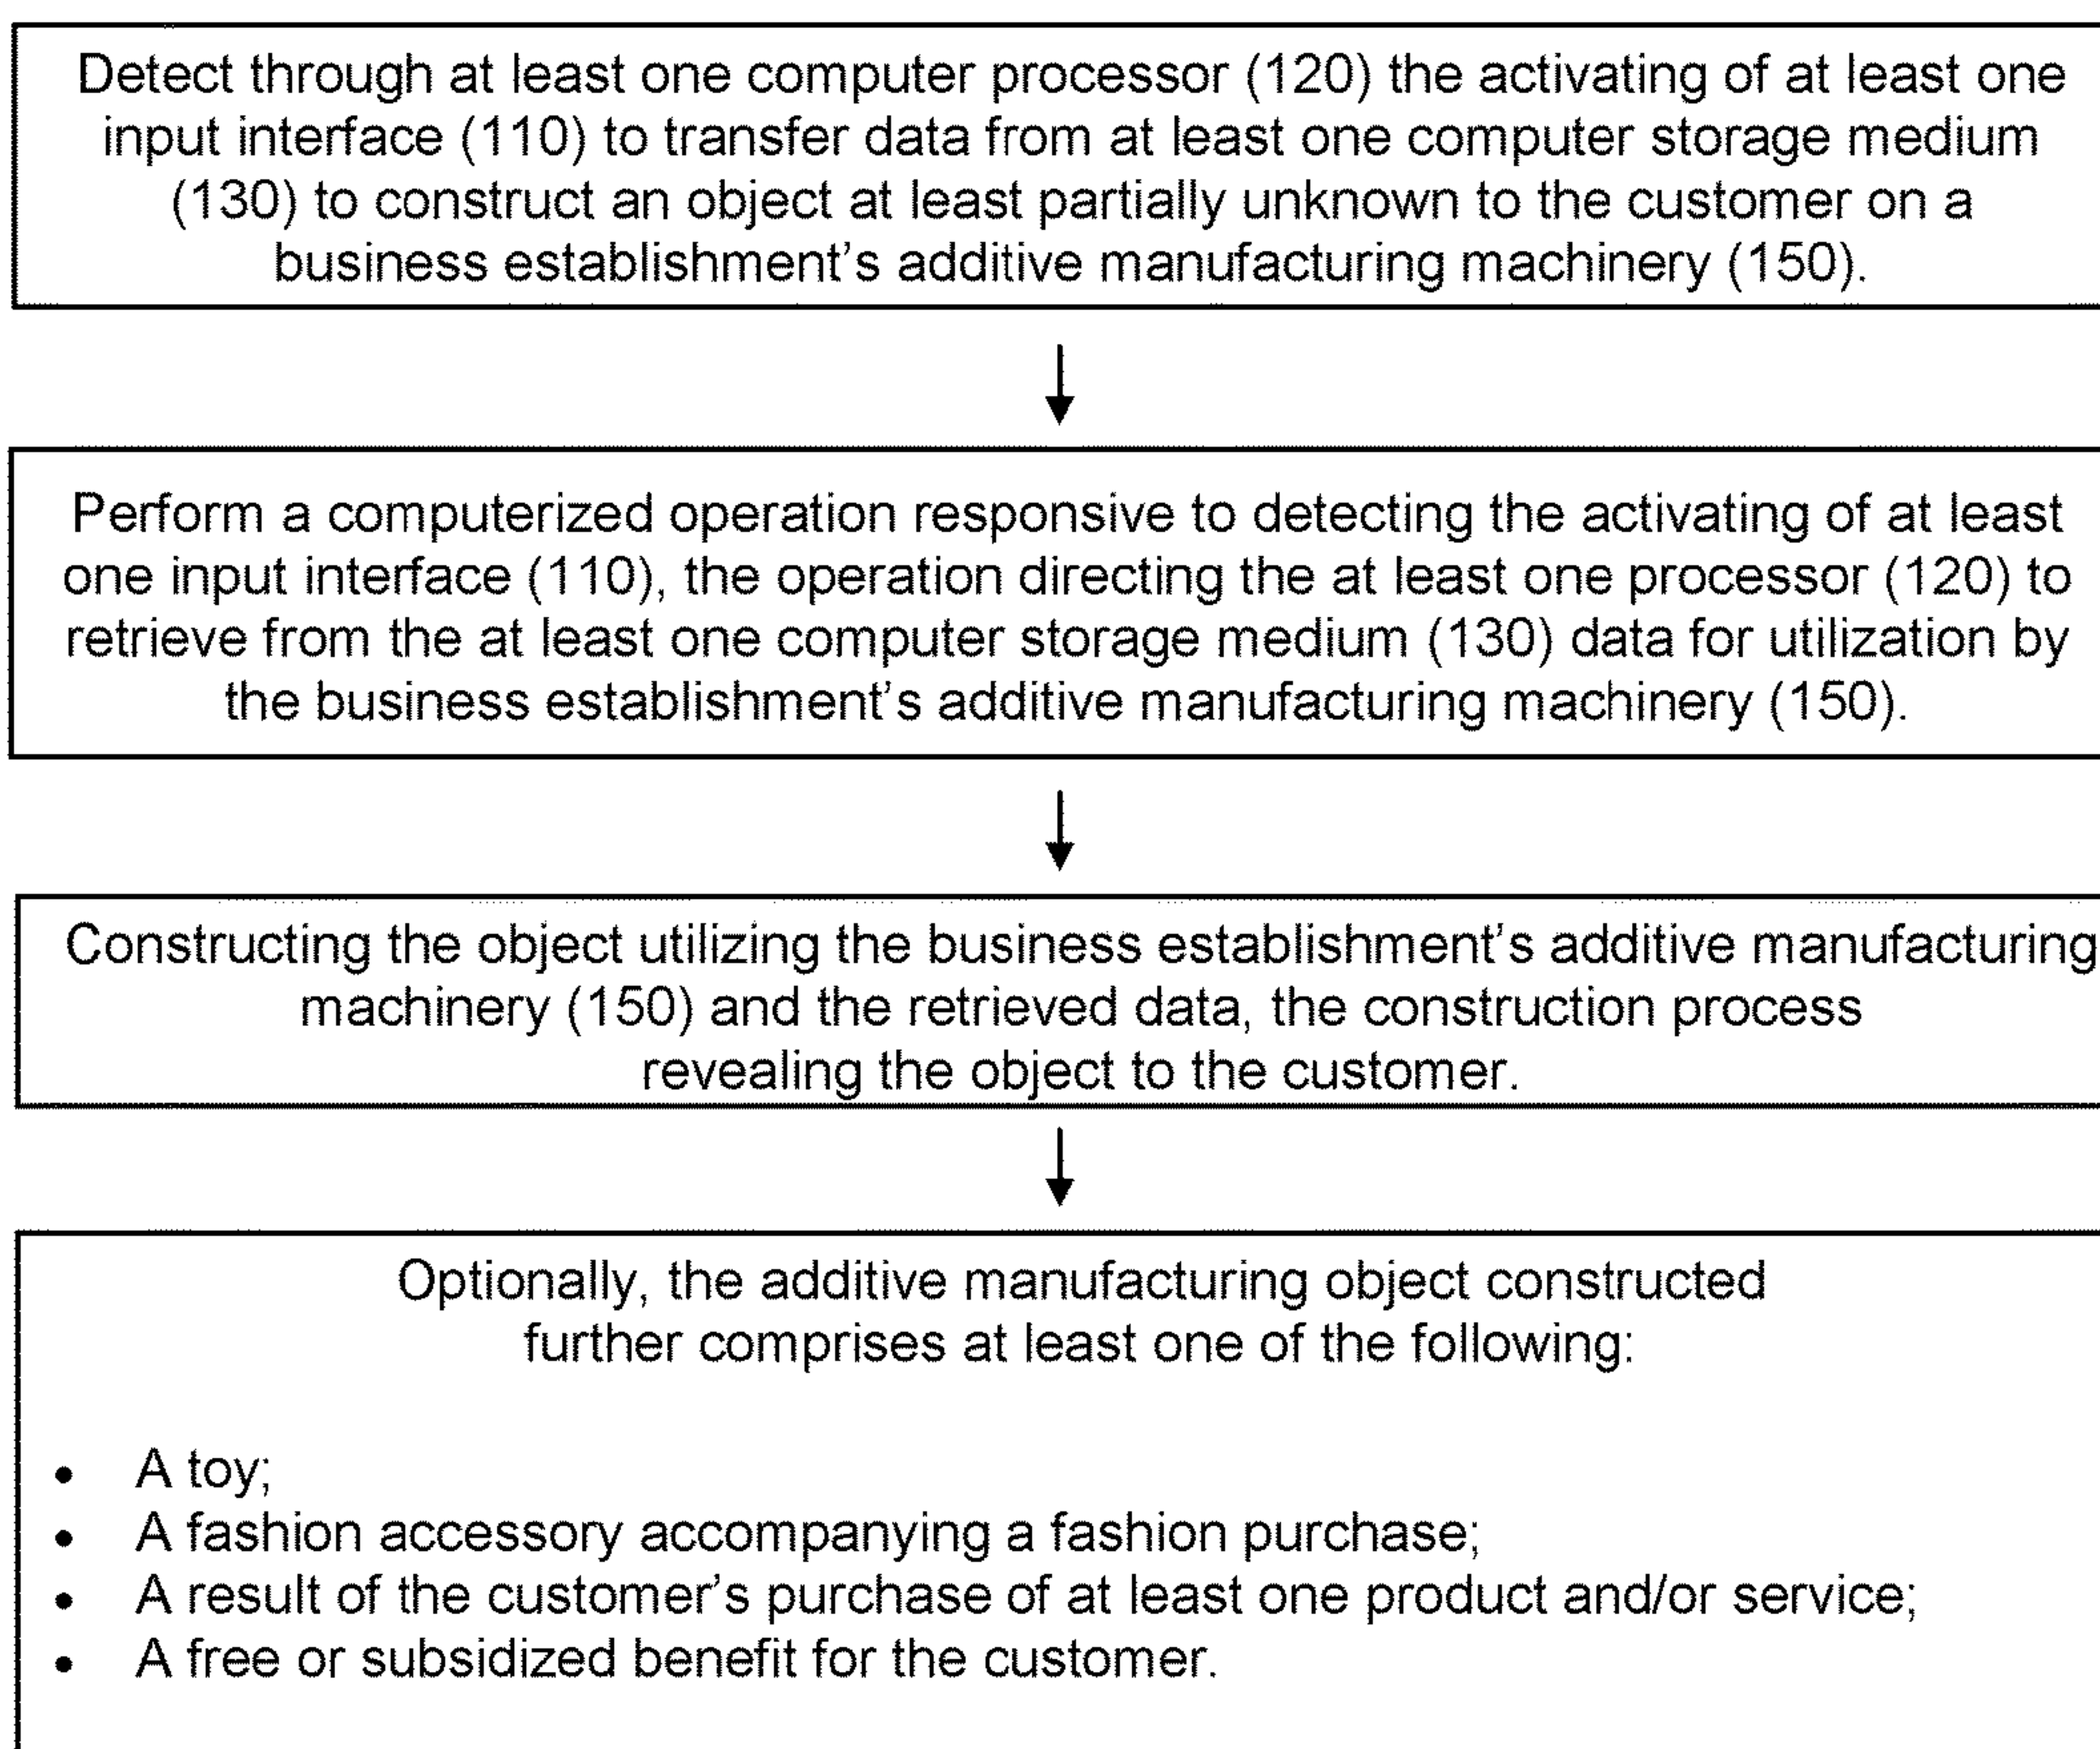 Detect through at least one computer processor (120) the activating of at least one
input interface (110) to transfer data from at least one computer storage medium
(130) to construct an object at least partially unknown to the customer on a
business establishment's additive manufacturing machinery (150).
Perform a computerized operation responsive to detecting the activating of at least
one input interface (110), the operation directing the at least one processor (120) to
retrieve from the at least one computer storage medium (130) data for utilization by
the business establishment's additive manufacturing machinery (150).
Constructing the object utilizing the business establishment's additive manufacturing
machinery (150) and the retrieved data, the construction process
revealing the object to the customer.
Optionally, the additive manufacturing object constructed
further comprises at least one of the following:
• A toy;
• A fashion accessory accompanying a fashion purchase;
• A result of the customer's purchase of at least one product and/or service;
• A free or subsidized benefit for the customer.